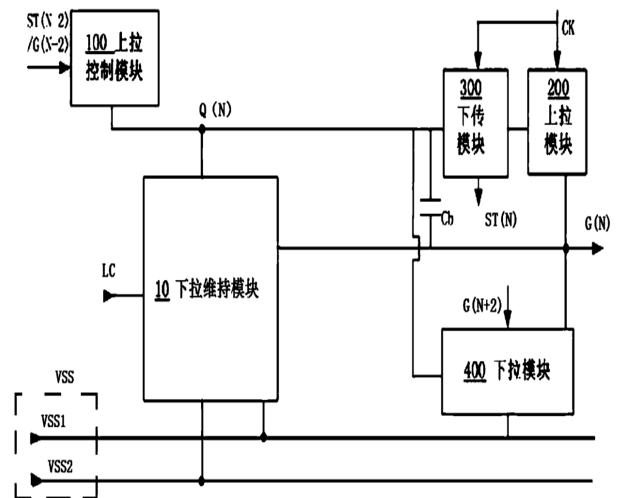 ST(N-2)
/G(N-2)
100 上拉
控制模块
Q(N)
CK
300
下传
模块
200
上拉
模块
Cb
ST(N)
G(N)
LC
10 下拉维持模块
G(N+2)
400 下拉模块
VSS
VSS1
VSS2